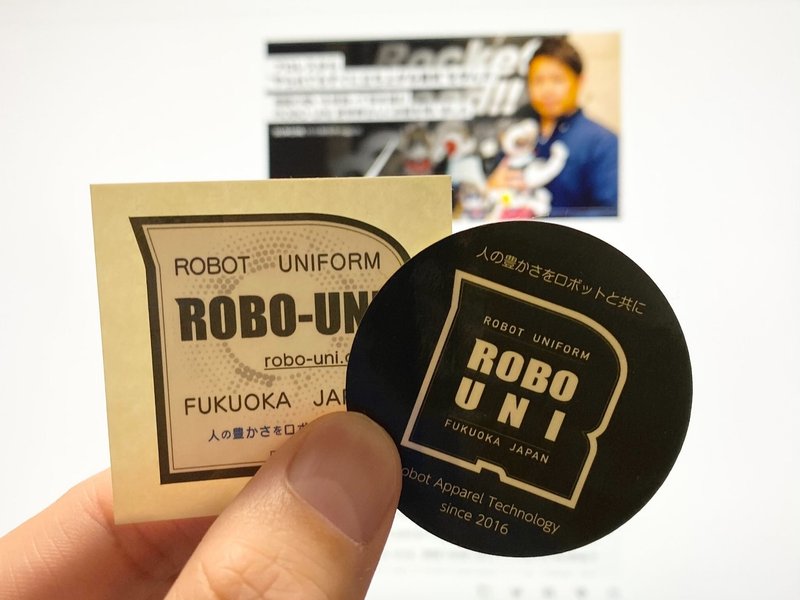 Rocket
ROBOT UNIFORM
ROBO-UNI
robo-uni.c
FUKUOKA JAP
人の豊かさをロボ
人の豊かさをロボットと共に
ROBOT UNIFORM
ROBO
UNI
FUKUOKA JAPAN
obot Apparel Technology
since 2016